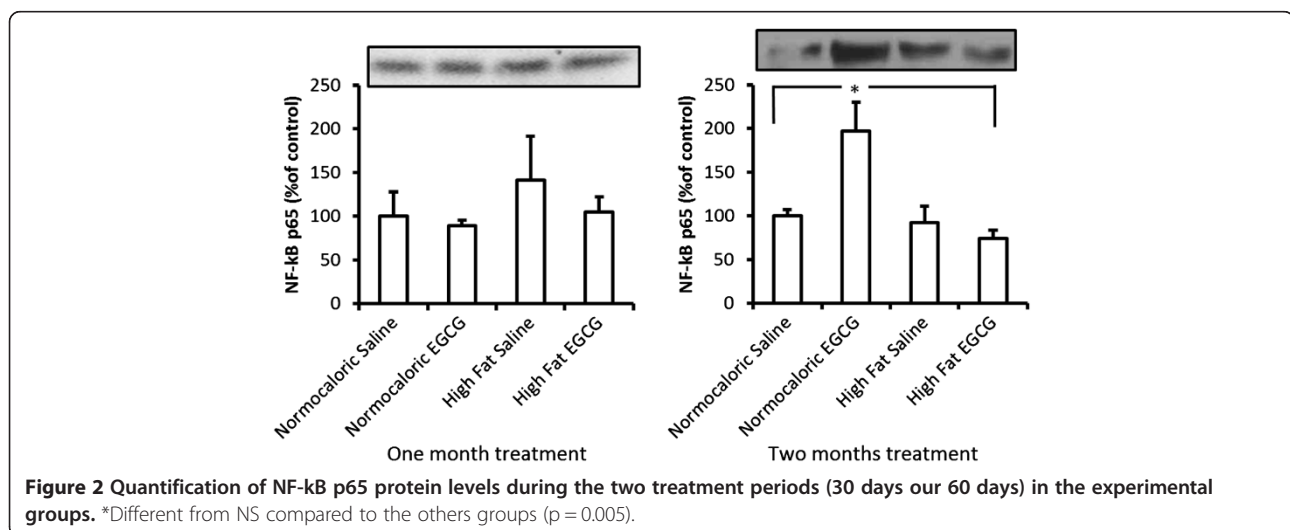 250
200
150
100
50
0
NF-kB p65 (%of control)
Normocaloric Saline
Normocaloric EGCG
High Fat Saline
High Fat EGCG
One month treatment
250
200
150
100
50
0
NF-kB p65 (%of control)
*
Normocaloric Saline
Normocaloric EGCG
High Fat Saline
High Fat EGCG
Two months treatment
Figure 2 Quantification of NF-kB p65 protein levels during the two treatment periods (30 days our 60 days) in the experimental
groups. *Different from NS compared to the others groups (p = 0.005).